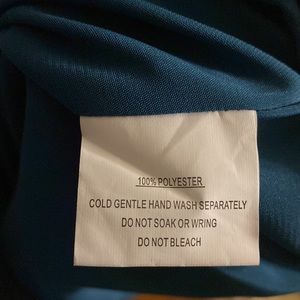 100% POLYESTER
COLD GENTLE HAND WASH SEPARATELY
DO NOT SOAK OR WRING
DO NOT BLEACH